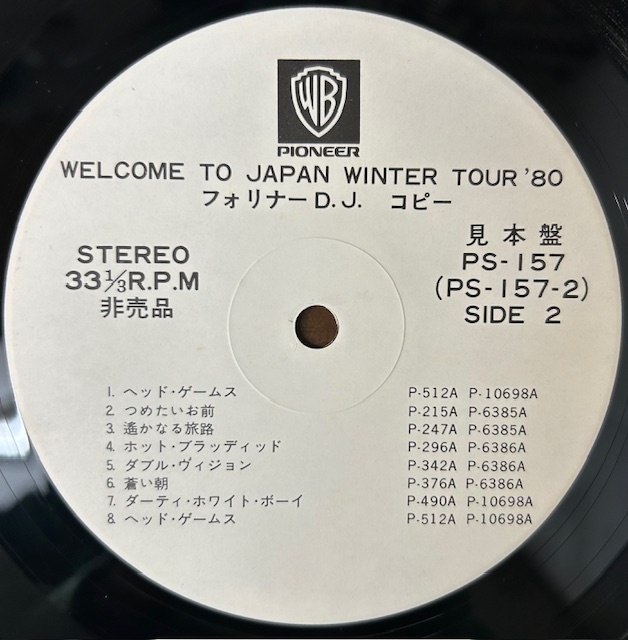 WB
PIONEER
WELCOME TO JAPAN WINTER TOUR '80
フォリナーD.J. コピー
STEREO
33⅓R.P.M
非売品
見本盤
PS-157
(PS-157-2)
SIDE 2
1. ヘッド・ゲームス P-512A P-10698A
2. つめたいお前 P-215A P-6385A
3. 遙かなる旅路 P-247A P-6385A
4. ホット・ブラッディッド P-296A P-6386A
5. ダブル・ヴィジョン P-342A P-6386A
6. 蒼い朝 P-376A P-6386A
7. ダーティ・ホワイト・ボーイ P-490A P-10698A
8. ヘッド・ゲームス P-512A P-10698A